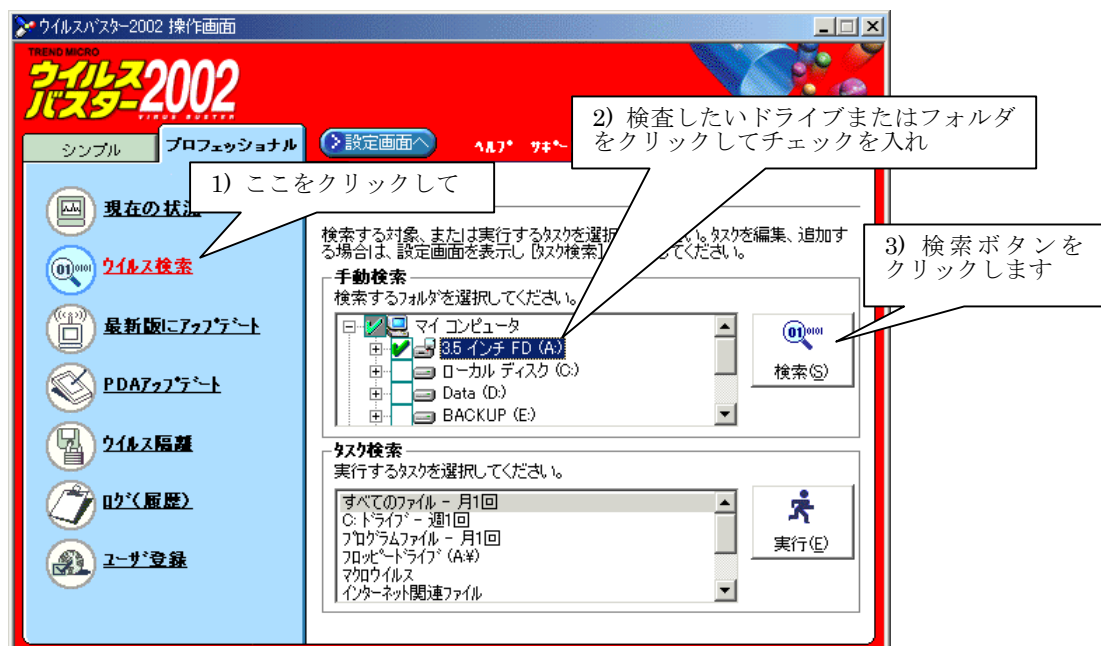 ウイルスバスター2002 操作画面
TREND MICRO
ウイルス
バスター2002
VIRUS BUSTER
2) 検査したいドライブまたはフォルダ
をクリックしてチェックを入れ
シンプル
プロフェッショナル
設定画面へ
ヘルプ
サポー
1) ここをクリックして
現在の状況
検索する対象、または実行するタスクを選択
い。タスクを編集、追加す
る場合は、設定画面を表示し [タスク検索]
してください。
3) 検索ボタンを
クリックします
ウイルス検索
手動検索
検索するフォルダを選択してください。
最新版にアップデート
マイ コンピュータ
3.5 インチ FD (A:)
ローカル ディスク (C:)
Data (D:)
BACKUP (E:)
検索(S)
PDAアップデート
ウイルス隔離
タスク検索
実行するタスクを選択してください。
すべてのファイル - 月1回
C: ドライブ - 週1回
プログラムファイル - 月1回
フロッピードライブ (A:¥)
マクロウイルス
インターネット関連ファイル
実行(E)
ログ(履歴)
ユーザ登録